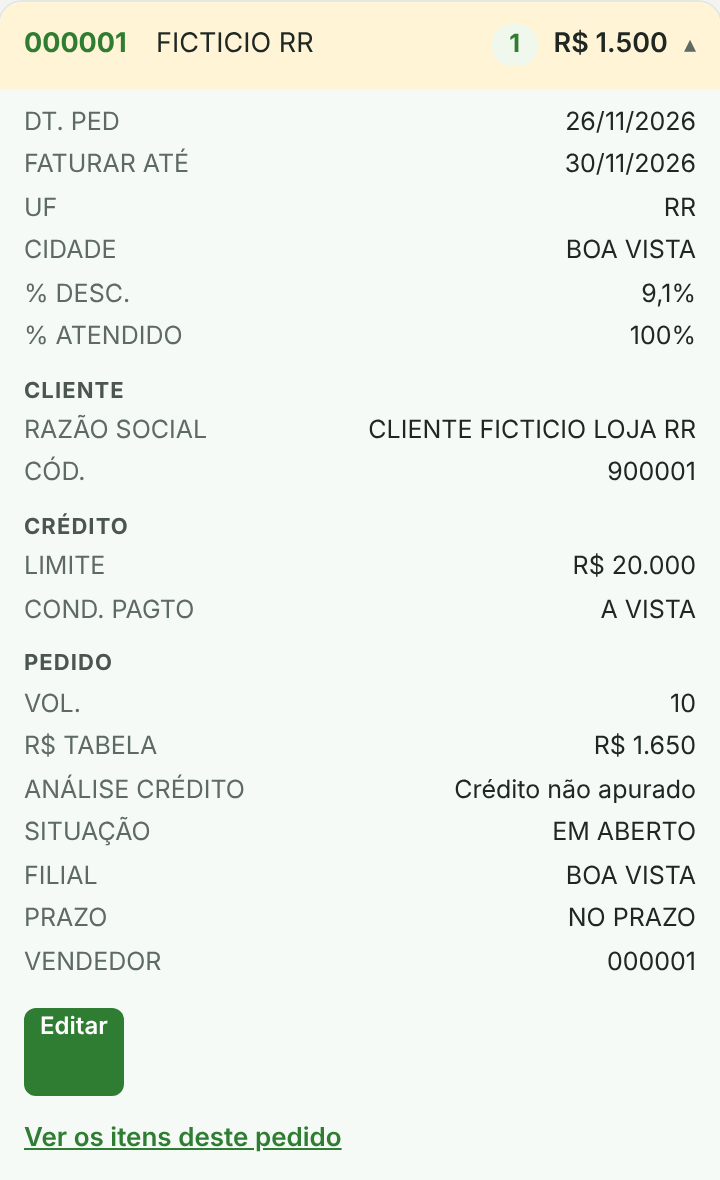 000001 FICTICIO RR 1 R$ 1.500 ▲
DT. PED 26/11/2026
FATURAR ATÉ 30/11/2026
UF RR
CIDADE BOA VISTA
% DESC. 9,1%
% ATENDIDO 100%
CLIENTE
RAZÃO SOCIAL CLIENTE FICTICIO LOJA RR
CÓD. 900001
CRÉDITO
LIMITE R$ 20.000
COND. PAGTO A VISTA
PEDIDO
VOL. 10
R$ TABELA R$ 1.650
ANÁLISE CRÉDITO Crédito não apurado
SITUAÇÃO EM ABERTO
FILIAL BOA VISTA
PRAZO NO PRAZO
VENDEDOR 000001
Editar
Ver os itens deste pedido